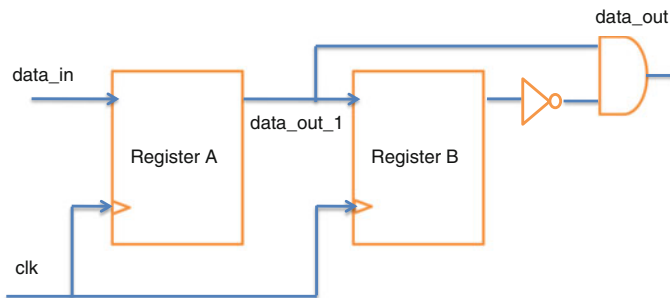 data_out
data_in
data_out_1
Register A
Register B
clk